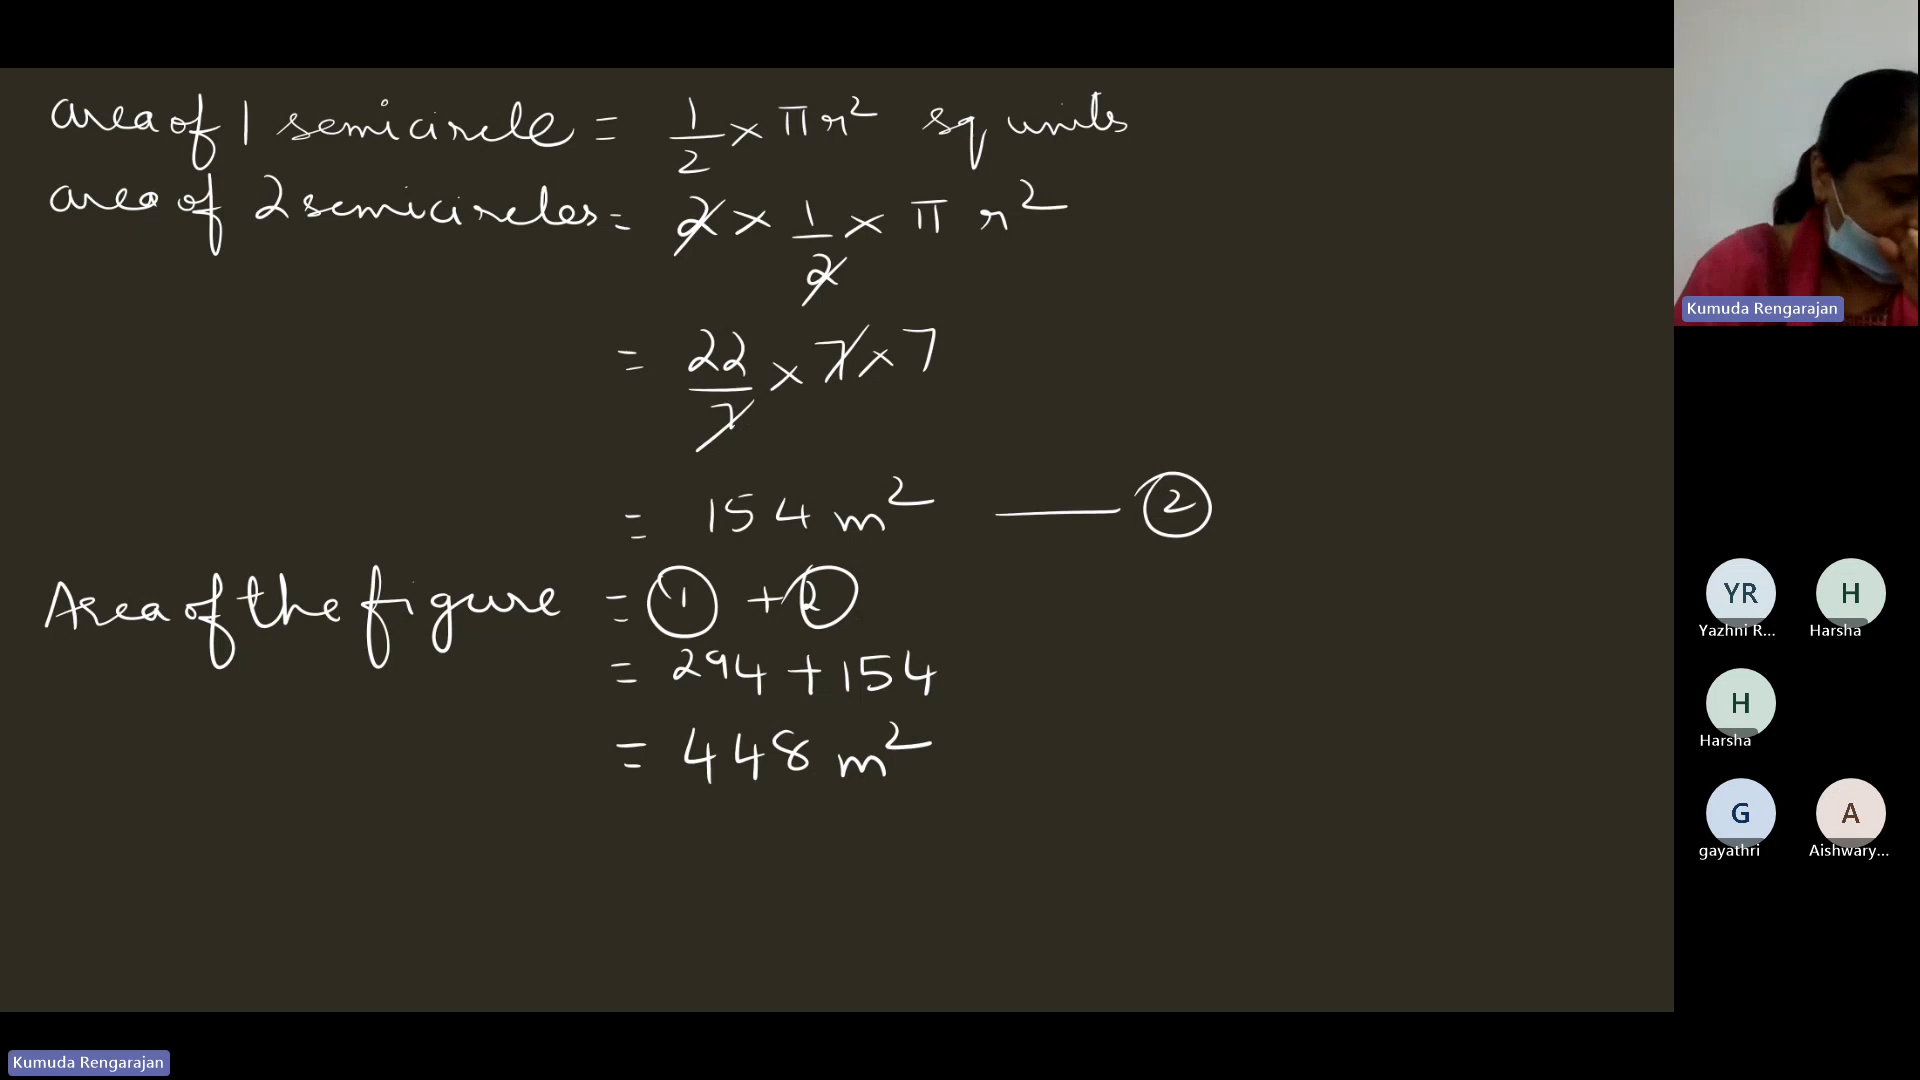 area of 1 semicircle = 1/2 × π r² sq units
area of 2 semicircles = 2 × 1/2 × π r²
= 22/7 × 7 × 7
= 154 m² —— ②
Area of the figure = ① + ②
= 294 + 154
= 448 m²
Kumuda Rengarajan
YR
Yazhni R...
H
Harsha
H
Harsha
G
gayathri
A
Aishwary...
Kumuda Rengarajan